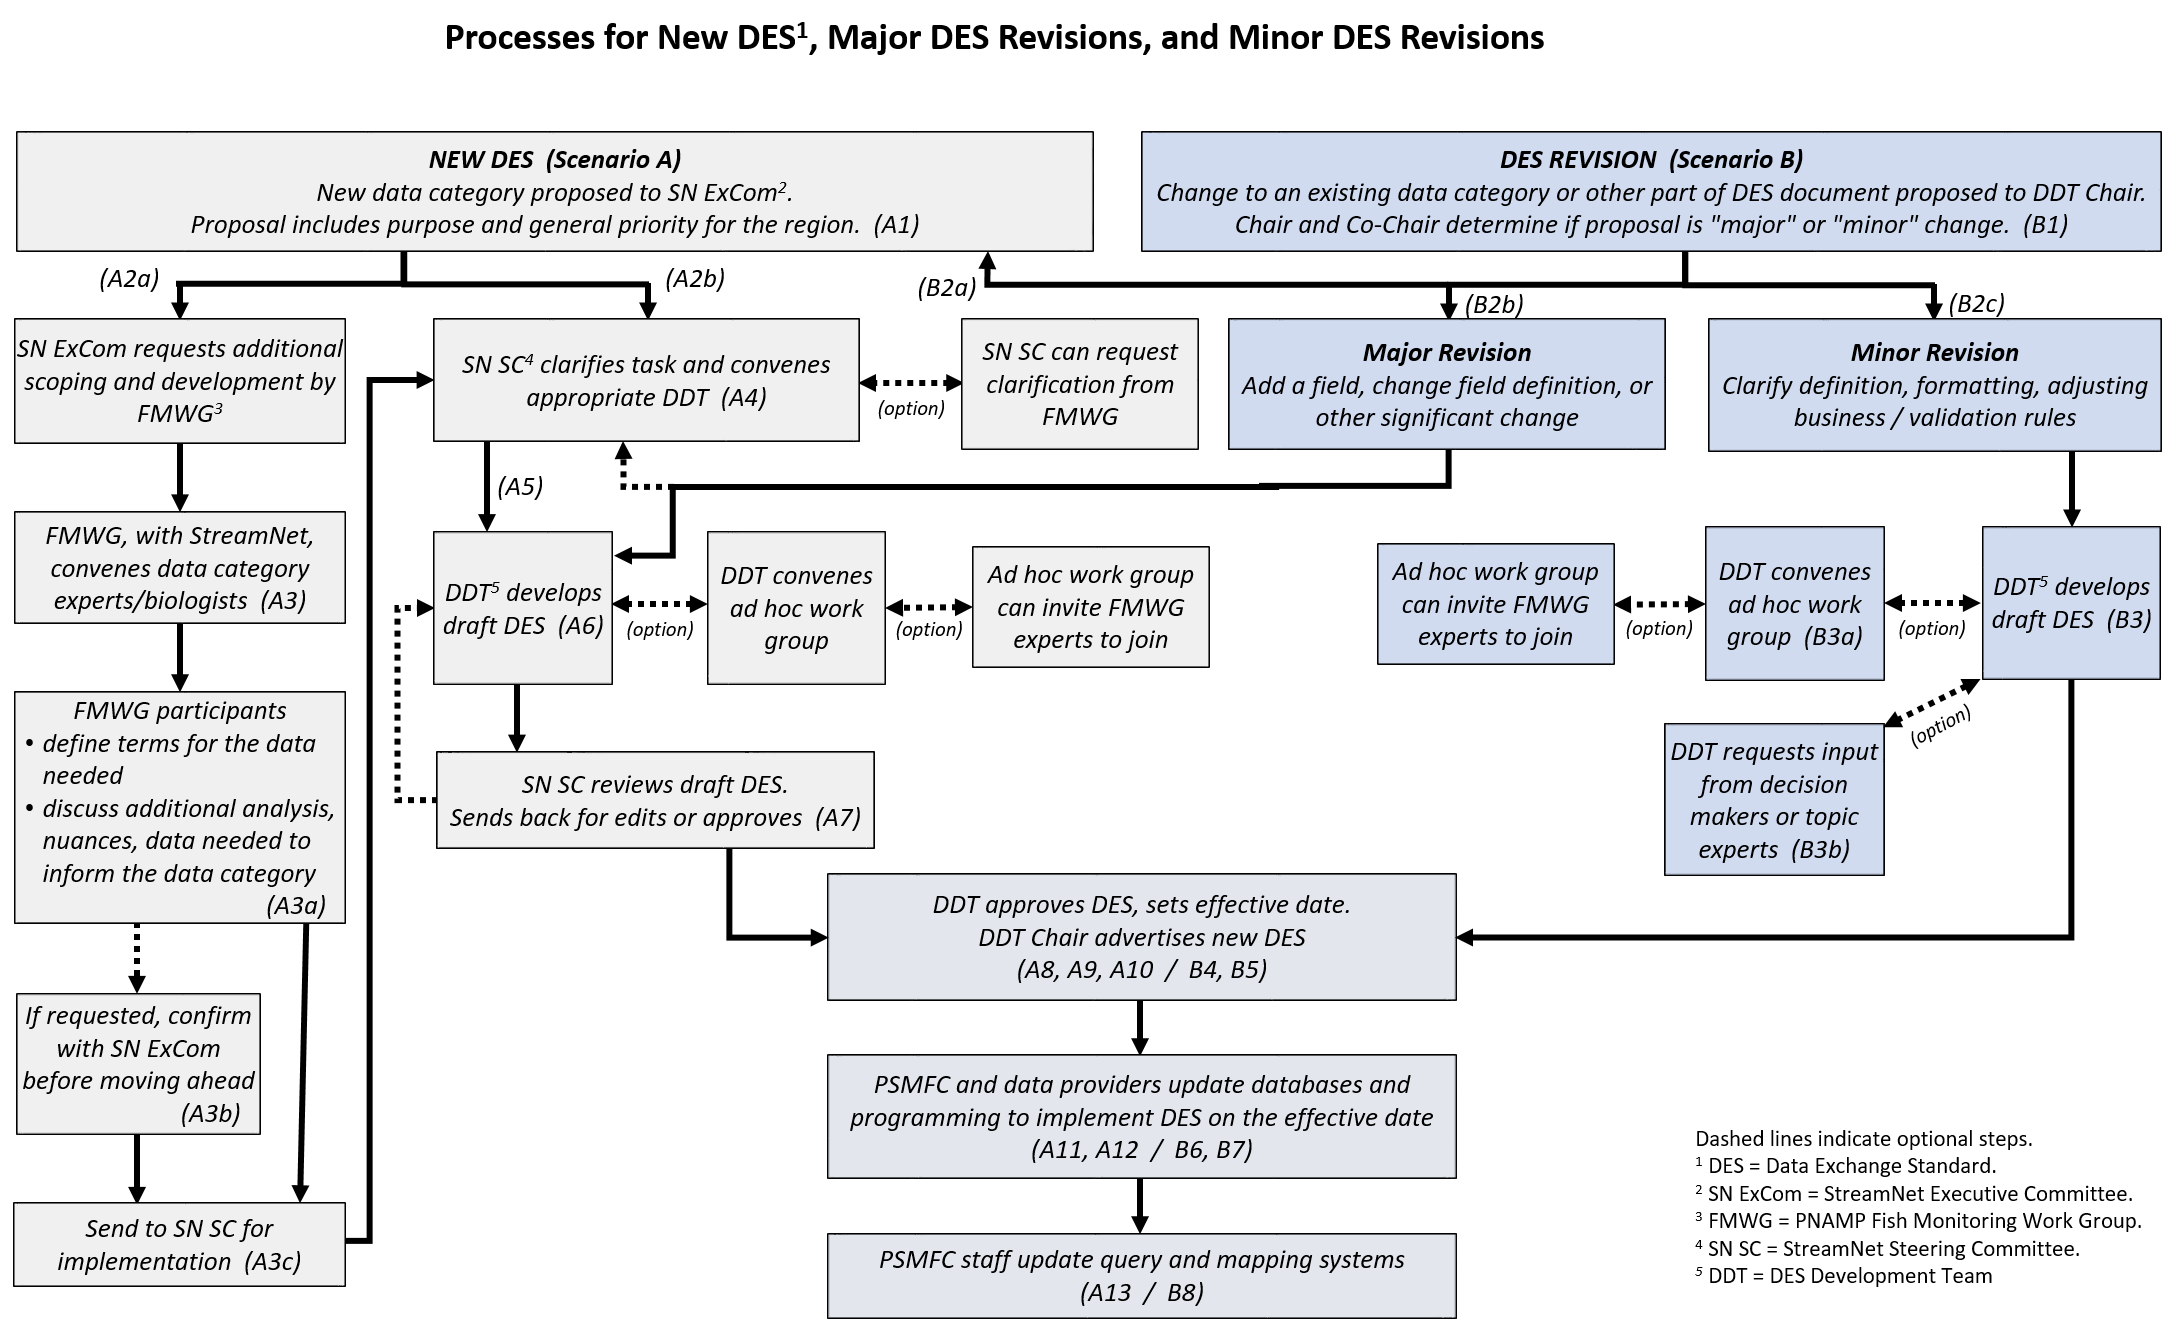 Processes for New DES¹, Major DES Revisions, and Minor DES Revisions
NEW DES (Scenario A)
New data category proposed to SN ExCom².
Proposal includes purpose and general priority for the region. (A1)
DES REVISION (Scenario B)
Change to an existing data category or other part of DES document proposed to DDT Chair.
Chair and Co-Chair determine if proposal is "major" or "minor" change. (B1)
(A2a)
(A2b)
(B2a)
(B2b)
(B2c)
SN ExCom requests additional
scoping and development by
FMWG³
SN SC⁴ clarifies task and convenes
appropriate DDT (A4)
(option)
SN SC can request
clarification from
FMWG
Major Revision
Add a field, change field definition, or
other significant change
Minor Revision
Clarify definition, formatting, adjusting
business / validation rules
(A5)
FMWG, with StreamNet,
convenes data category
experts/biologists (A3)
DDT⁵ develops
draft DES (A6)
(option)
DDT convenes
ad hoc work
group
(option)
Ad hoc work group
can invite FMWG
experts to join
Ad hoc work group
can invite FMWG
experts to join
(option)
DDT convenes
ad hoc work
group (B3a)
(option)
DDT⁵ develops
draft DES (B3)
(option)
DDT requests input
from decision
makers or topic
experts (B3b)
FMWG participants
• define terms for the data
needed
• discuss additional analysis,
nuances, data needed to
inform the data category
(A3a)
SN SC reviews draft DES.
Sends back for edits or approves (A7)
DDT approves DES, sets effective date.
DDT Chair advertises new DES
(A8, A9, A10 / B4, B5)
If requested, confirm
with SN ExCom
before moving ahead
(A3b)
PSMFC and data providers update databases and
programming to implement DES on the effective date
(A11, A12 / B6, B7)
Send to SN SC for
implementation (A3c)
PSMFC staff update query and mapping systems
(A13 / B8)
Dashed lines indicate optional steps.
¹ DES = Data Exchange Standard.
² SN ExCom = StreamNet Executive Committee.
³ FMWG = PNAMP Fish Monitoring Work Group.
⁴ SN SC = StreamNet Steering Committee.
⁵ DDT = DES Development Team